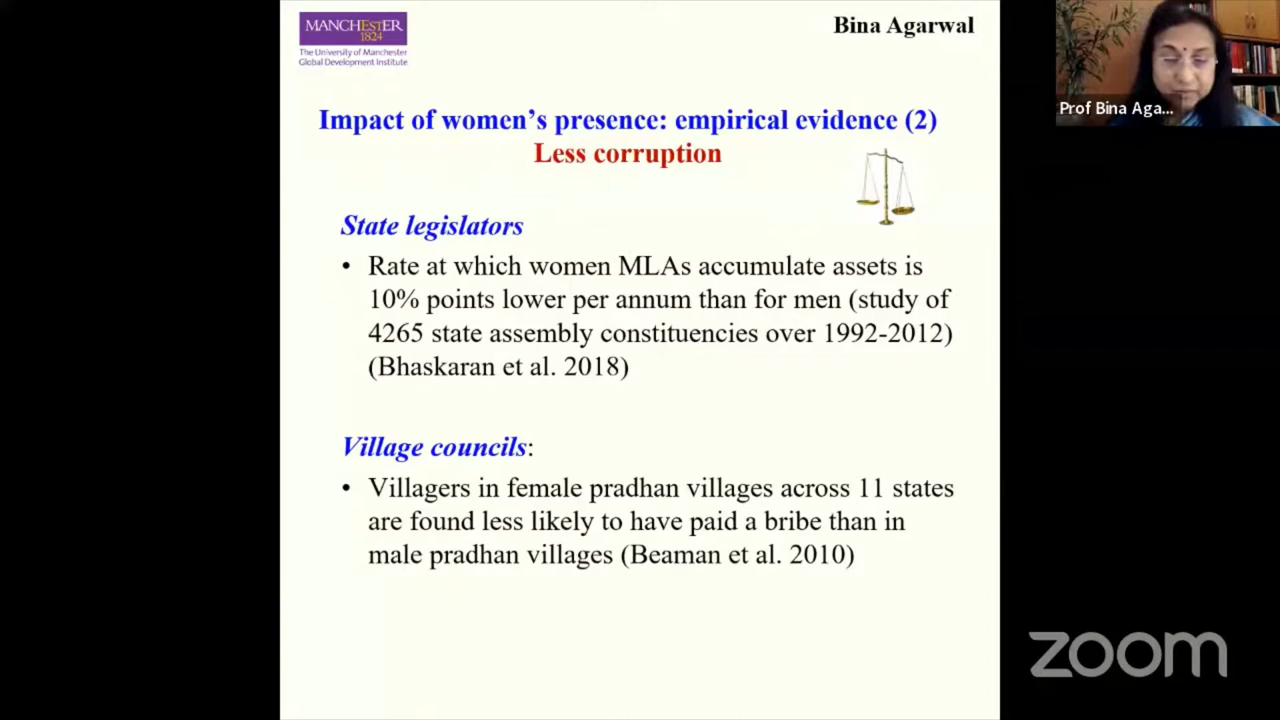 MANCHESTER
1824
The University of Manchester
Global Development Institute
Bina Agarwal
Prof Bina Aga...
Impact of women's presence: empirical evidence (2)
Less corruption
State legislators
• Rate at which women MLAs accumulate assets is
10% points lower per annum than for men (study of
4265 state assembly constituencies over 1992-2012)
(Bhaskaran et al. 2018)
Village councils:
• Villagers in female pradhan villages across 11 states
are found less likely to have paid a bribe than in
male pradhan villages (Beaman et al. 2010)
zoom